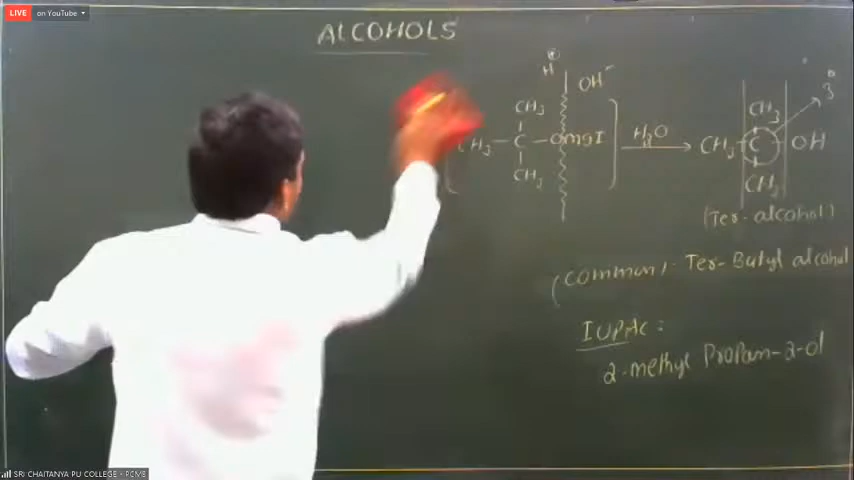 LIVE on YouTube
ALCOHOLS
H⊕ OH⁻
CH3
CH3 — C — OmgI
CH3
H2O
CH3
CH3 — C — OH
CH3
3°
(Ter-alcohol)
(Common) - Ter-Butyl alcohol
IUPAC :
2-methyl Propan-2-ol
SRI CHAITANYA PU COLLEGE - PCMB